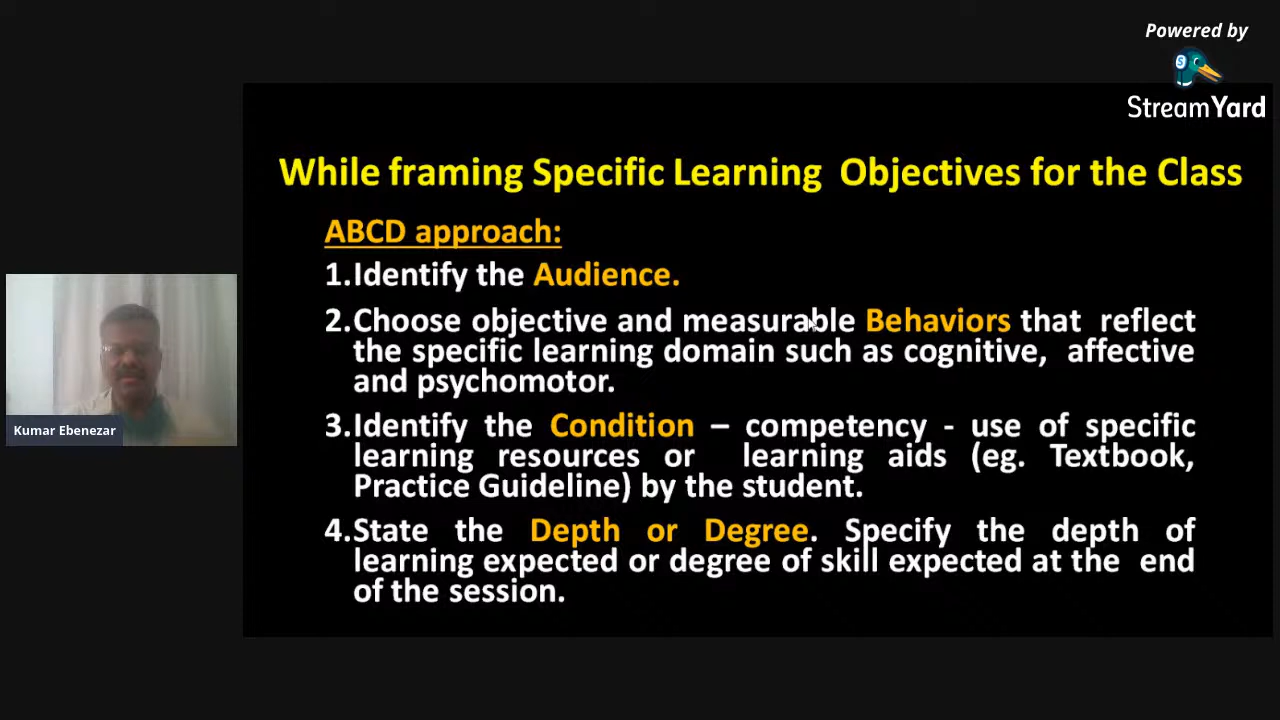 Powered by
StreamYard
While framing Specific Learning Objectives for the Class
ABCD approach:
1.Identify the Audience.
2.Choose objective and measurable Behaviors that reflect
the specific learning domain such as cognitive, affective
and psychomotor.
3.Identify the Condition – competency - use of specific
learning resources or learning aids (eg. Textbook,
Practice Guideline) by the student.
4.State the Depth or Degree. Specify the depth of
learning expected or degree of skill expected at the end
of the session.
Kumar Ebenezar